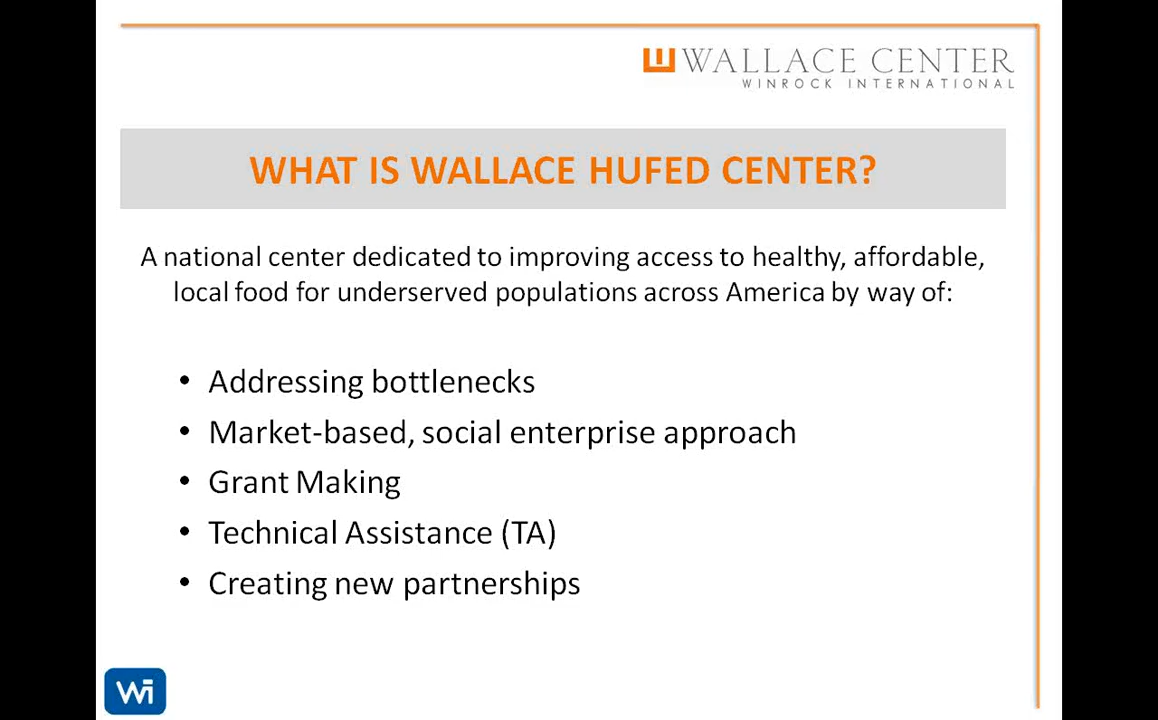 WALLACE CENTER
WINROCK INTERNATIONAL
WHAT IS WALLACE HUFED CENTER?
A national center dedicated to improving access to healthy, affordable,
local food for underserved populations across America by way of:
• Addressing bottlenecks
• Market-based, social enterprise approach
• Grant Making
• Technical Assistance (TA)
• Creating new partnerships
Wi